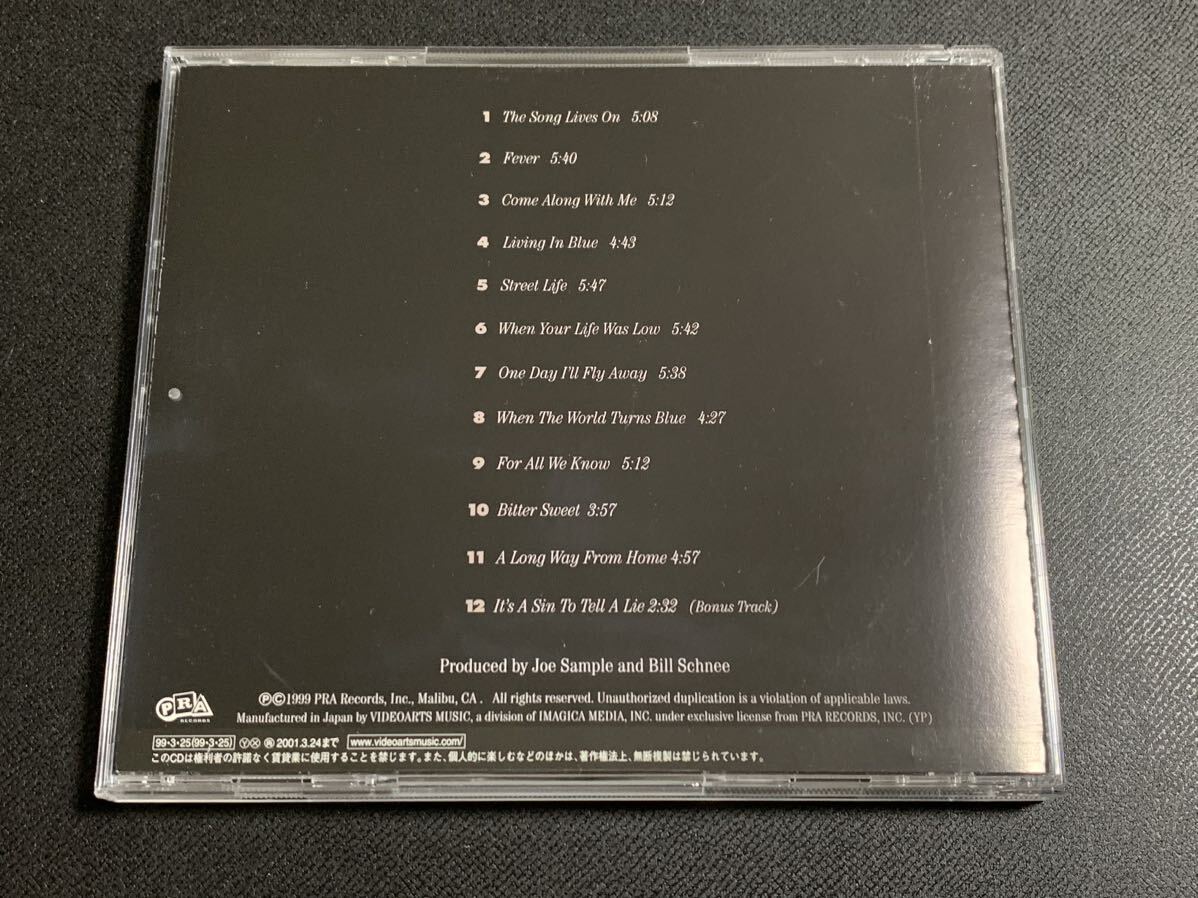 1 The Song Lives On 5:08
2 Fever 5:40
3 Come Along With Me 5:12
4 Living In Blue 4:43
5 Street Life 5:47
6 When Your Life Was Low 5:42
7 One Day I'll Fly Away 5:38
8 When The World Turns Blue 4:27
9 For All We Know 5:12
10 Bitter Sweet 3:57
11 A Long Way From Home 4:57
12 It's A Sin To Tell A Lie 2:32 (Bonus Track)
Produced by Joe Sample and Bill Schnee
PRA
RECORDS
℗©1999 PRA Records, Inc., Malibu, CA . All rights reserved. Unauthorized duplication is a violation of applicable laws.
Manufactured in Japan by VIDEOARTS MUSIC, a division of IMAGICA MEDIA, INC. under exclusive license from PRA RECORDS, INC. (YP)
99・3・25(99・3・25) Ⓨ Ⓧ 2001.3.24まで www.videoartsmusic.com/
このCDは権利者の許諾なく賃貸業に使用することを禁じます。また、個人的に楽しむなどのほかは、著作権法上、無断複製は禁じられています。